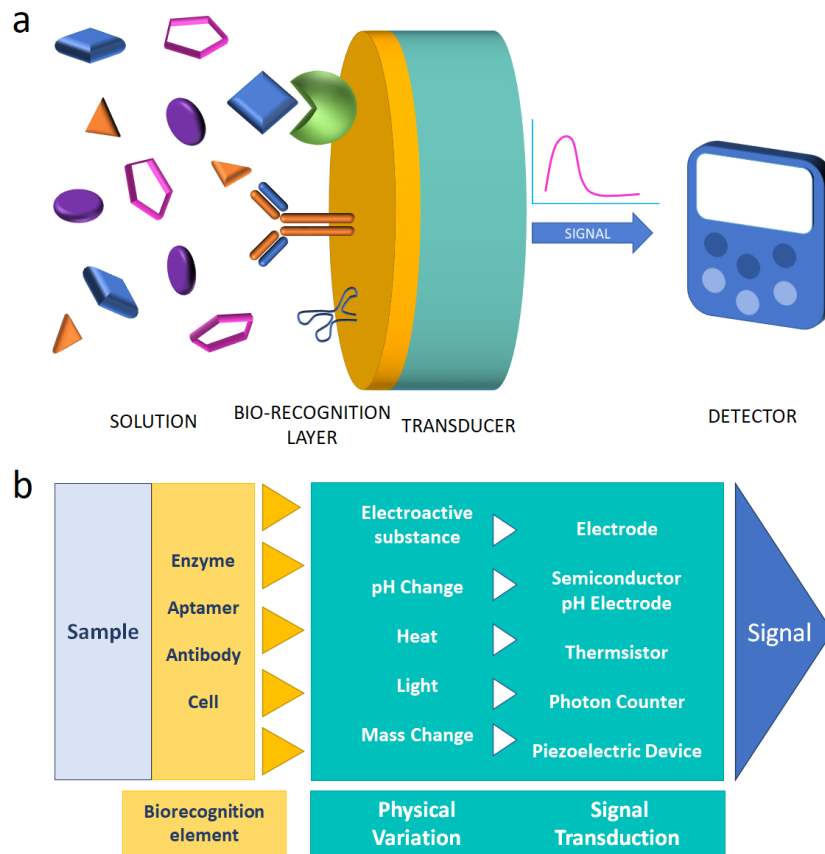 a
SIGNAL
SOLUTION
BIO-RECOGNITION
LAYER
TRANSDUCER
DETECTOR
b
Sample
Enzyme
Aptamer
Antibody
Cell
Electroactive
substance
pH Change
Heat
Light
Mass Change
Electrode
Semiconductor
pH Electrode
Thermsistor
Photon Counter
Piezoelectric Device
Signal
Biorecognition
element
Physical
Variation
Signal
Transduction